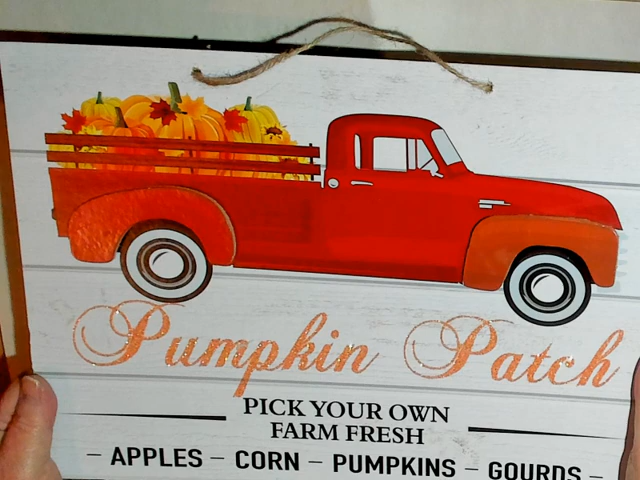 Pumpkin Patch
PICK YOUR OWN
FARM FRESH
– APPLES – CORN – PUMPKINS – GOURDS –